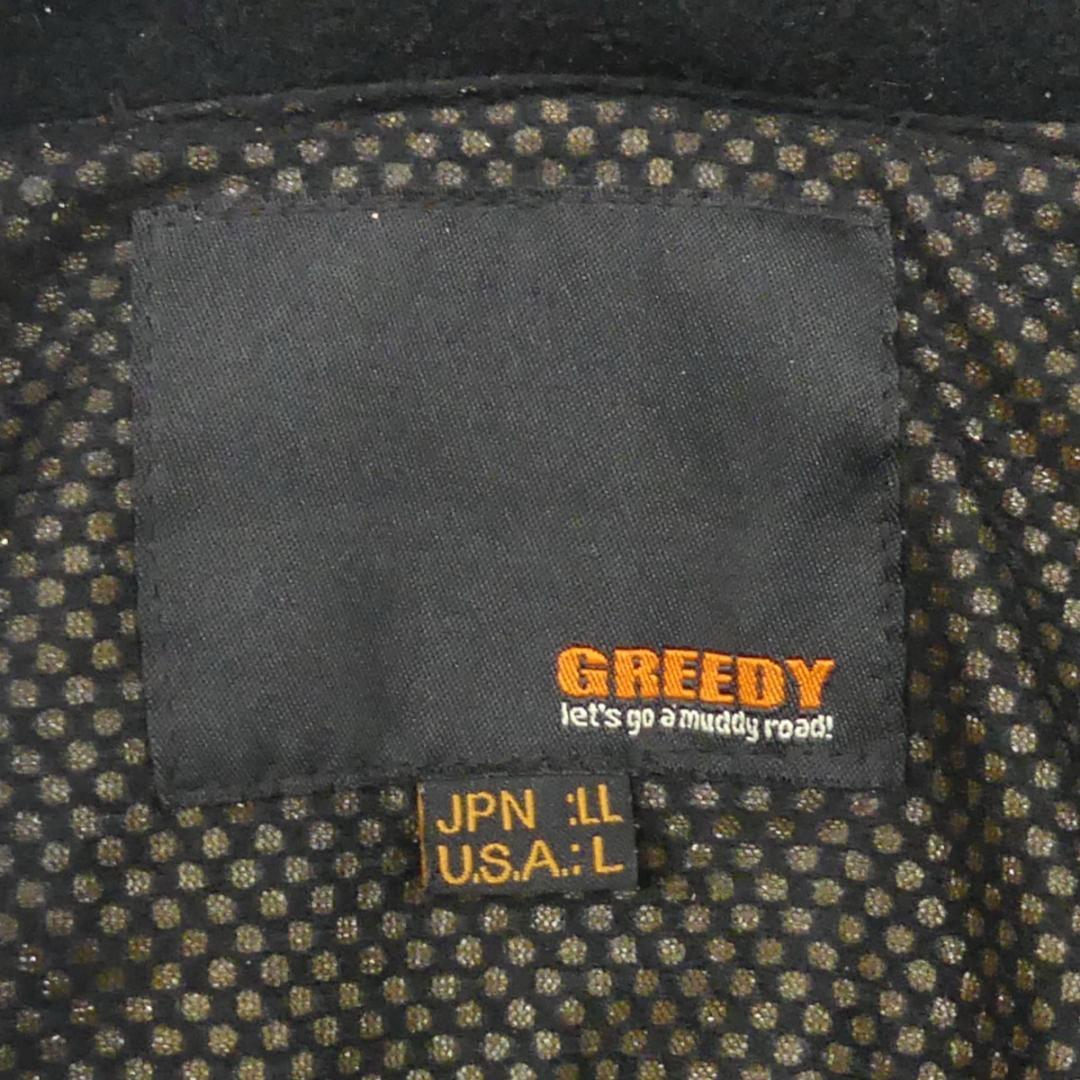 GREEDY
let's go a muddy road!
JPN :LL
U.S.A.:L